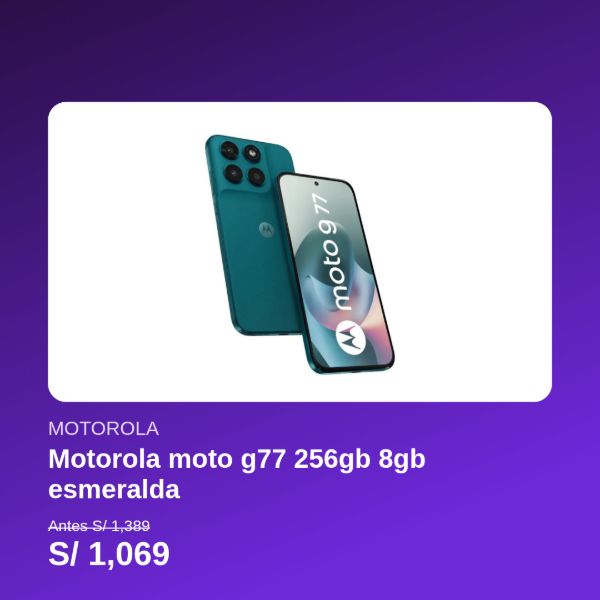 moto g77
MOTOROLA
Motorola moto g77 256gb 8gb
esmeralda
Antes S/ 1,389
S/ 1,069